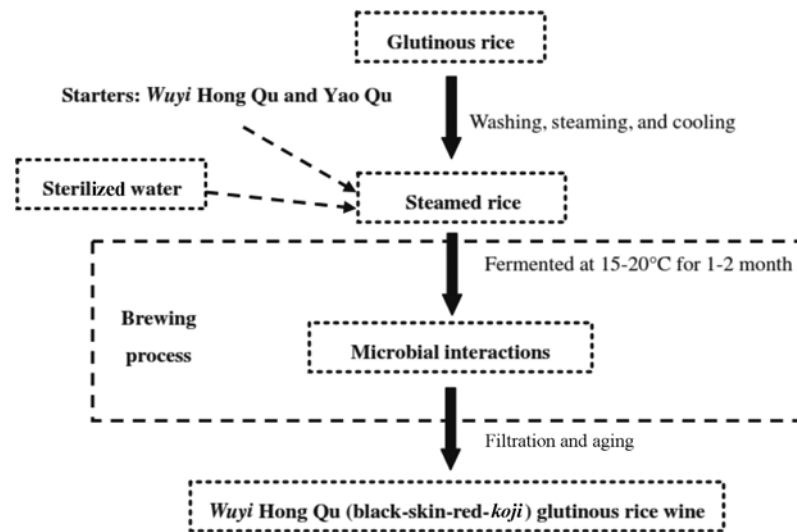 Glutinous rice
Starters: Wuyi Hong Qu and Yao Qu
Washing, steaming, and cooling
Sterilized water
Steamed rice
Fermented at 15-20°C for 1-2 month
Brewing
process
Microbial interactions
Filtration and aging
Wuyi Hong Qu (black-skin-red-koji) glutinous rice wine